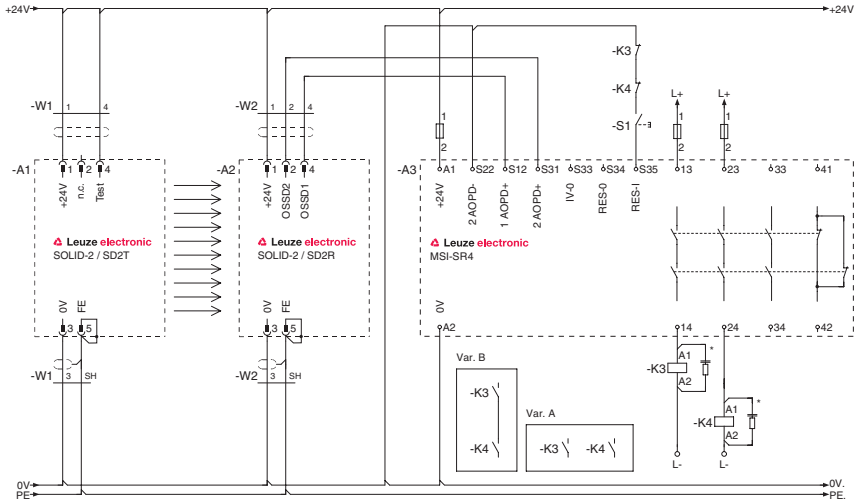 +24V +24V
-K3
-K4
-S1
L+ L+
-W1 1 4
-W2 1 2 4
1 1 1
2 2 2
-A1 1 2 4
+24V n.c. Test
Leuze electronic
SOLID-2 / SD2T
0V FE
3 5
-W1 3 SH
-A2 1 2 4
+24V OSSD2 OSSD1
Leuze electronic
SOLID-2 / SD2R
0V FE
3 5
-W2 3 SH
-A3 A1 S22 S12 S31 S33 S34 S35 13 23 33 41
+24V 2 AOPD- 1 AOPD+ 2 AOPD+ IV-0 RES-0 RES-I
Leuze electronic
MSI-SR4
0V
A2 14 24 34 42
Var. B
-K3
-K4
Var. A
-K3 -K4
-K3 A1 A2 *
-K4 A1 A2 *
L- L-
0V 0V.
PE PE.